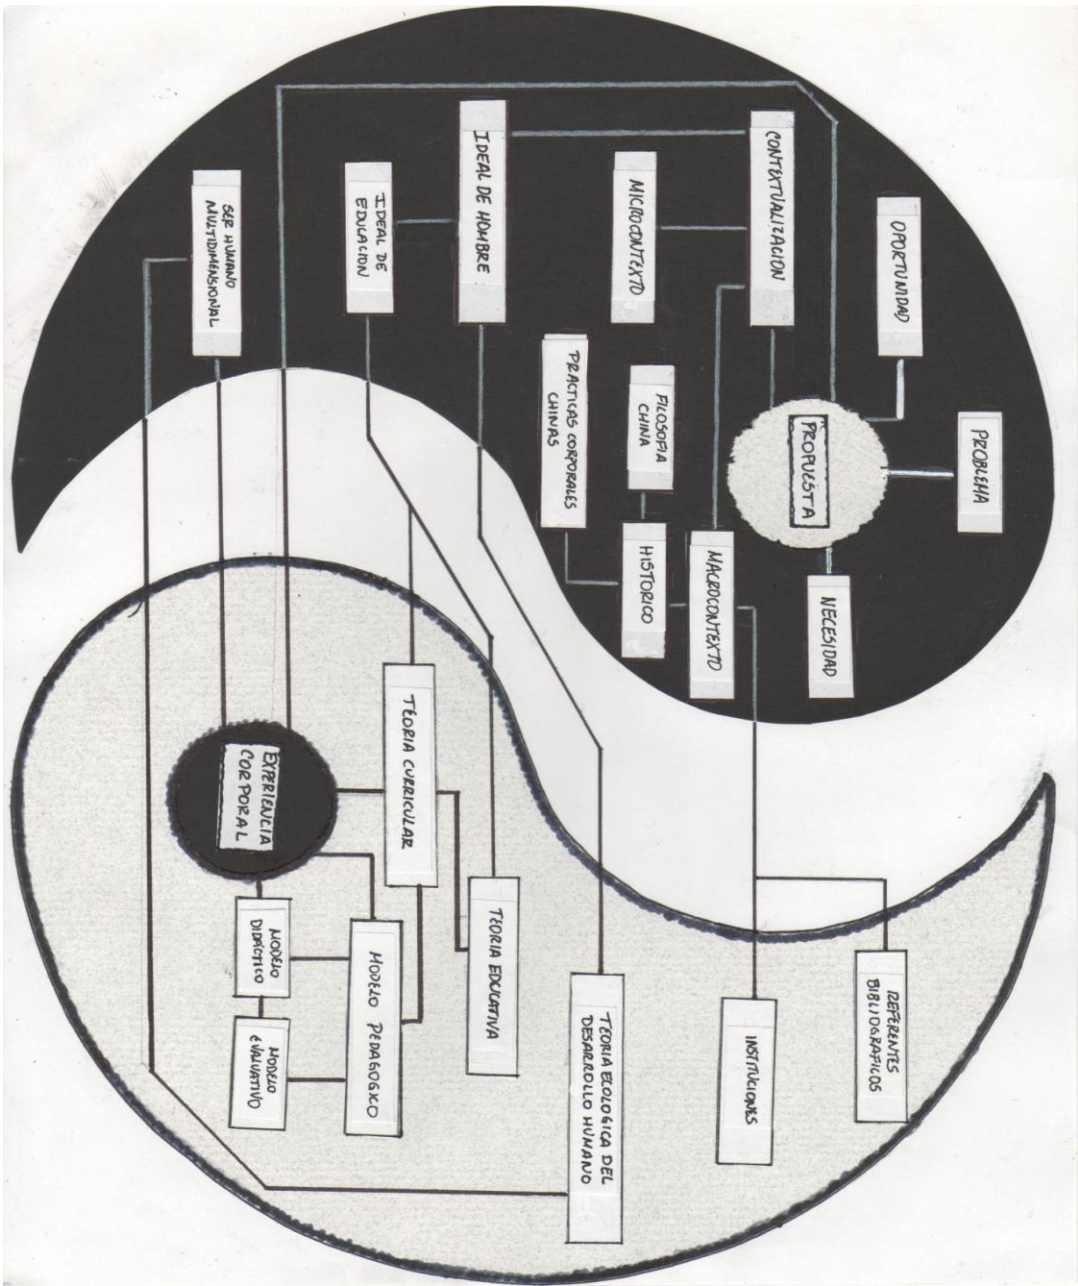 PROBLEMA
OPORTUNIDAD
REFERENTES
BIBLIOGRAFICOS
NECESIDAD
PROPUESTA
CONTEXTUALIZACION
INSTITUCIONES
MACROCONTEXTO
MICROCONTEXTO
FILOSOFIA
CHINA
HISTORICO
TEORIA ECOLOGICA DEL
DESARROLLO HUMANO
PRACTICAS CORPORALES
CHINAS
IDEAL DE HOMBRE
TEORIA EDUCATIVA
TEORIA CURRICULAR
IDEAL DE
EDUCACION
MODELO PEDAGOGICO
EXPERIENCIA
CORPORAL
MODELO
DIDÁCTICO
MODELO
EVALUATIVO
SER HUMANO
MULTIDIMENSIONAL